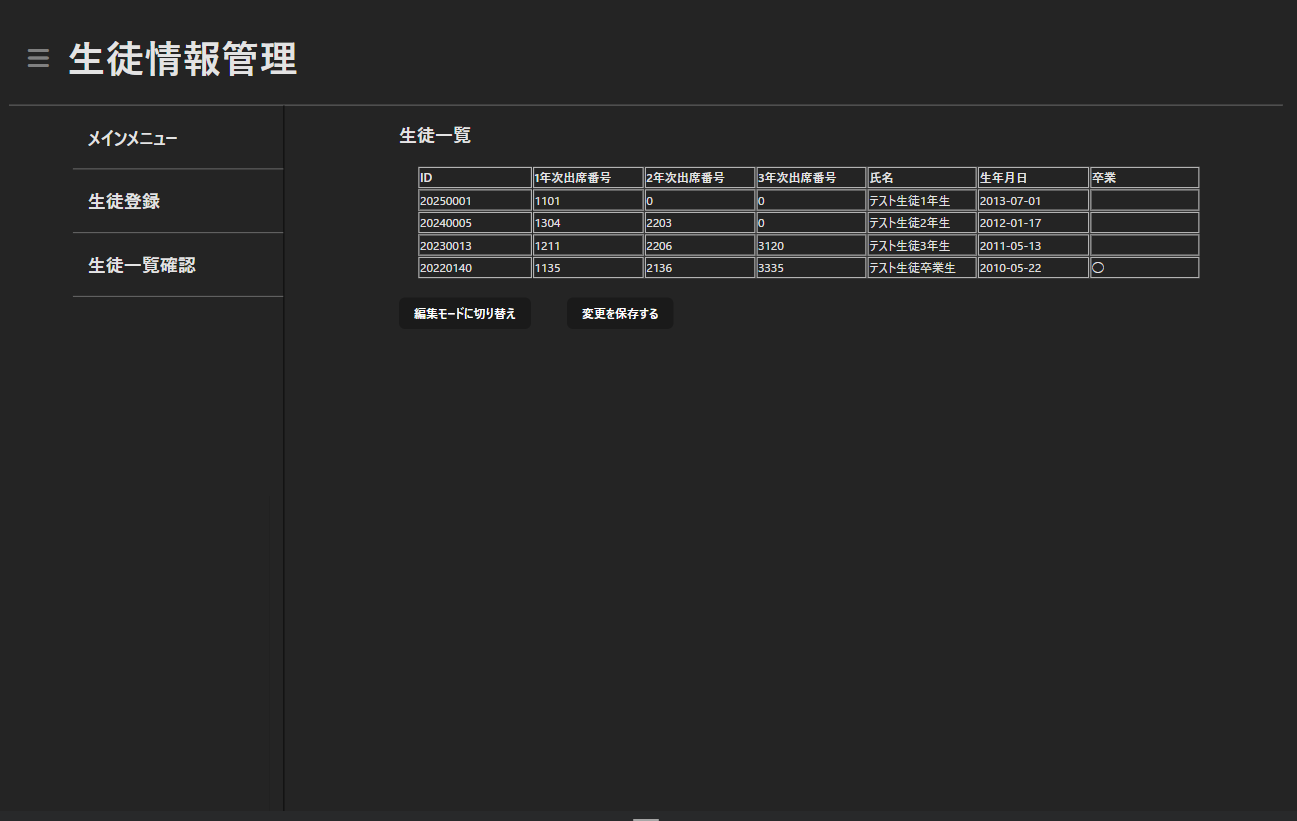 生徒情報管理
メインメニュー
生徒登録
生徒一覧確認
生徒一覧
ID 1年次出席番号 2年次出席番号 3年次出席番号 氏名 生年月日 卒業
20250001 1101 0 0 テスト生徒1年生 2013-07-01
20240005 1304 2203 0 テスト生徒2年生 2012-01-17
20230013 1211 2206 3120 テスト生徒3年生 2011-05-13
20220140 1135 2136 3335 テスト生徒卒業生 2010-05-22 〇
編集モードに切り替え 変更を保存する